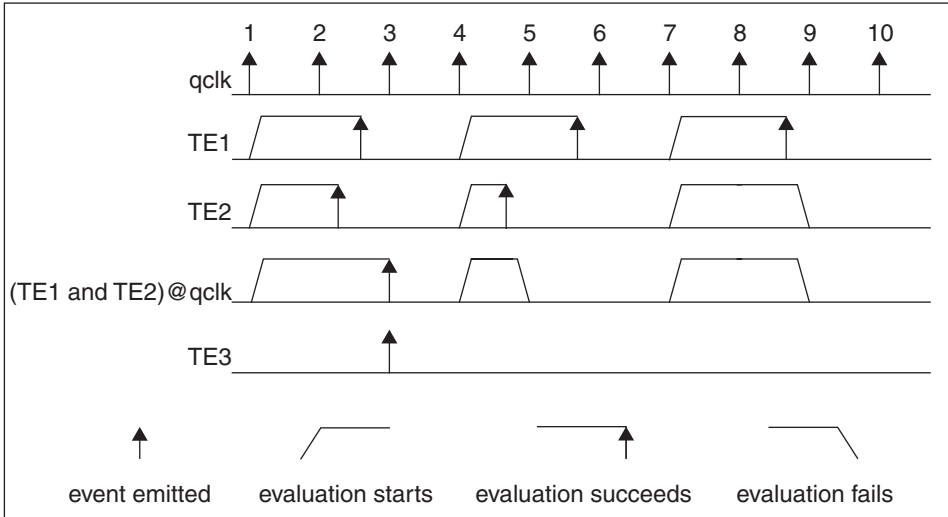 1 2 3 4 5 6 7 8 9 10
qclk
TE1
TE2
(TE1 and TE2)@qclk
TE3
event emitted evaluation starts evaluation succeeds evaluation fails